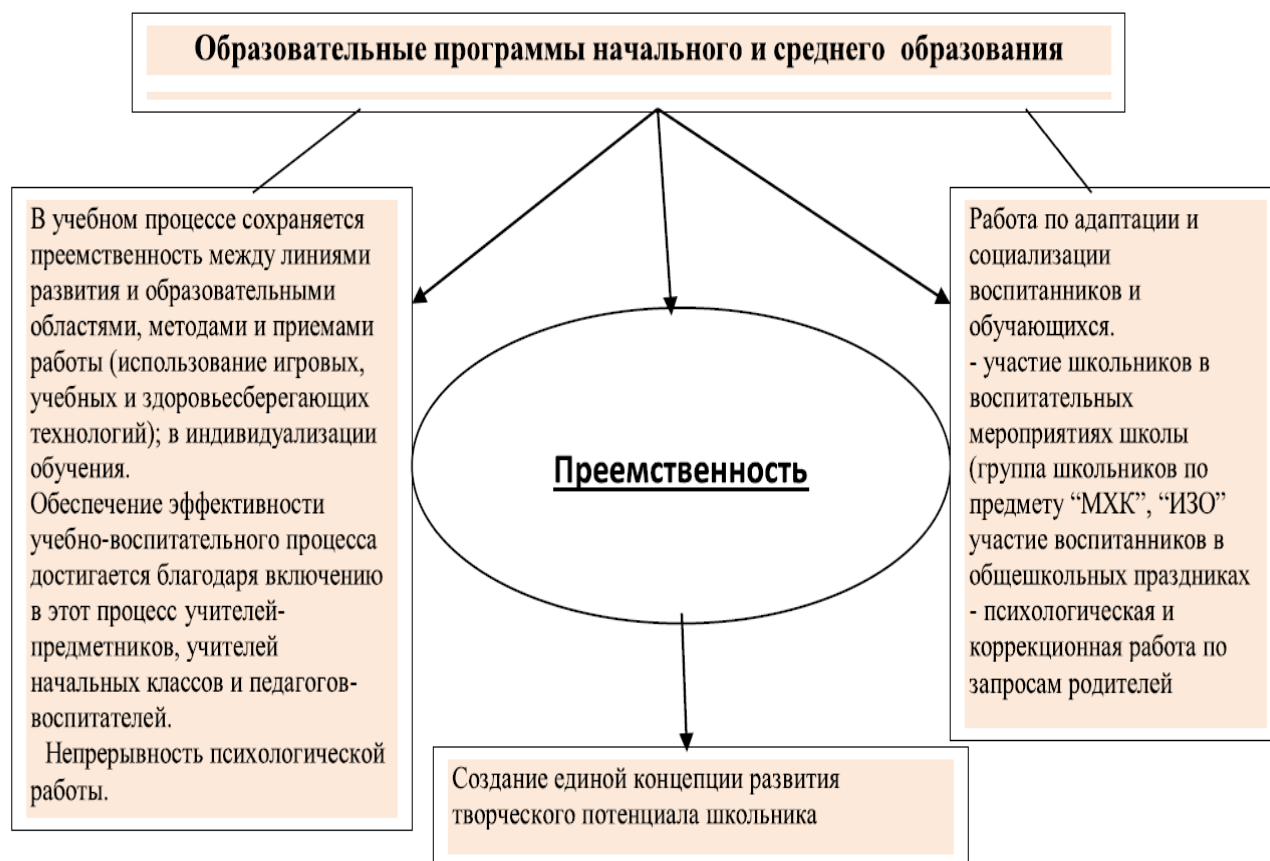 Образовательные программы начального и среднего образования
В учебном процессе сохраняется
преемственность между линиями
развития и образовательными
областями, методами и приемами
работы (использование игровых,
учебных и здоровьесберегающих
технологий); в индивидуализации
обучения.
Обеспечение эффективности
учебно-воспитательного процесса
достигается благодаря включению
в этот процесс учителей-
предметников, учителей
начальных классов и педагогов-
воспитателей.
Непрерывность психологической
работы.
Преемственность
Работа по адаптации и
социализации
воспитанников и
обучающихся.
- участие школьников в
воспитательных
мероприятиях школы
(группа школьников по
предмету “МХК”, “ИЗО”
участие воспитанников в
общешкольных праздниках
- психологическая и
коррекционная работа по
запросам родителей
Создание единой концепции развития
творческого потенциала школьника